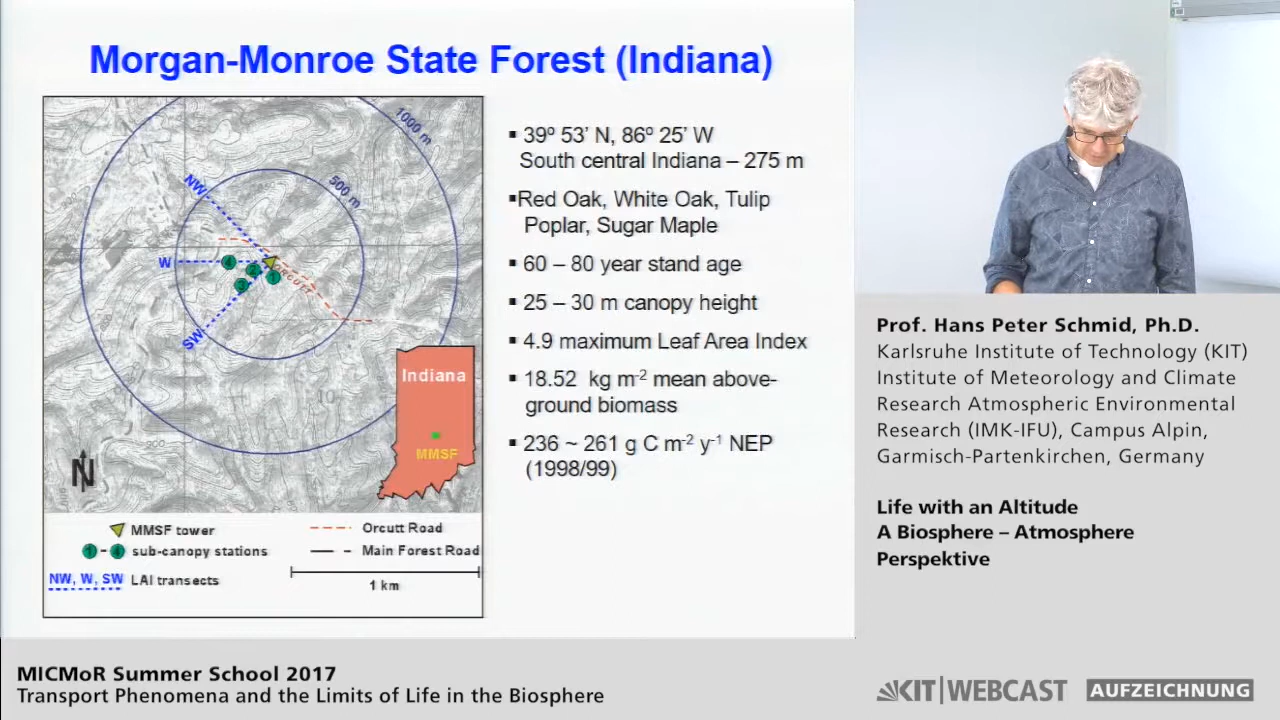 Morgan-Monroe State Forest (Indiana)
1000 m
500 m
NW
W
SW
4
2
1
3
Orcutt
Indiana
MMSF
N
MMSF tower
1 - 4 sub-canopy stations
NW, W, SW LAI transects
Orcutt Road
Main Forest Road
1 km
▪ 39º 53’ N, 86º 25’ W
South central Indiana – 275 m
▪Red Oak, White Oak, Tulip
Poplar, Sugar Maple
▪ 60 – 80 year stand age
▪ 25 – 30 m canopy height
▪ 4.9 maximum Leaf Area Index
▪ 18.52 kg m-2 mean above-
ground biomass
▪ 236 ~ 261 g C m-2 y-1 NEP
(1998/99)
Prof. Hans Peter Schmid, Ph.D.
Karlsruhe Institute of Technology (KIT)
Institute of Meteorology and Climate
Research Atmospheric Environmental
Research (IMK-IFU), Campus Alpin,
Garmisch-Partenkirchen, Germany
Life with an Altitude
A Biosphere – Atmosphere
Perspektive
MICMoR Summer School 2017
Transport Phenomena and the Limits of Life in the Biosphere
KIT|WEBCAST
AUFZEICHNUNG